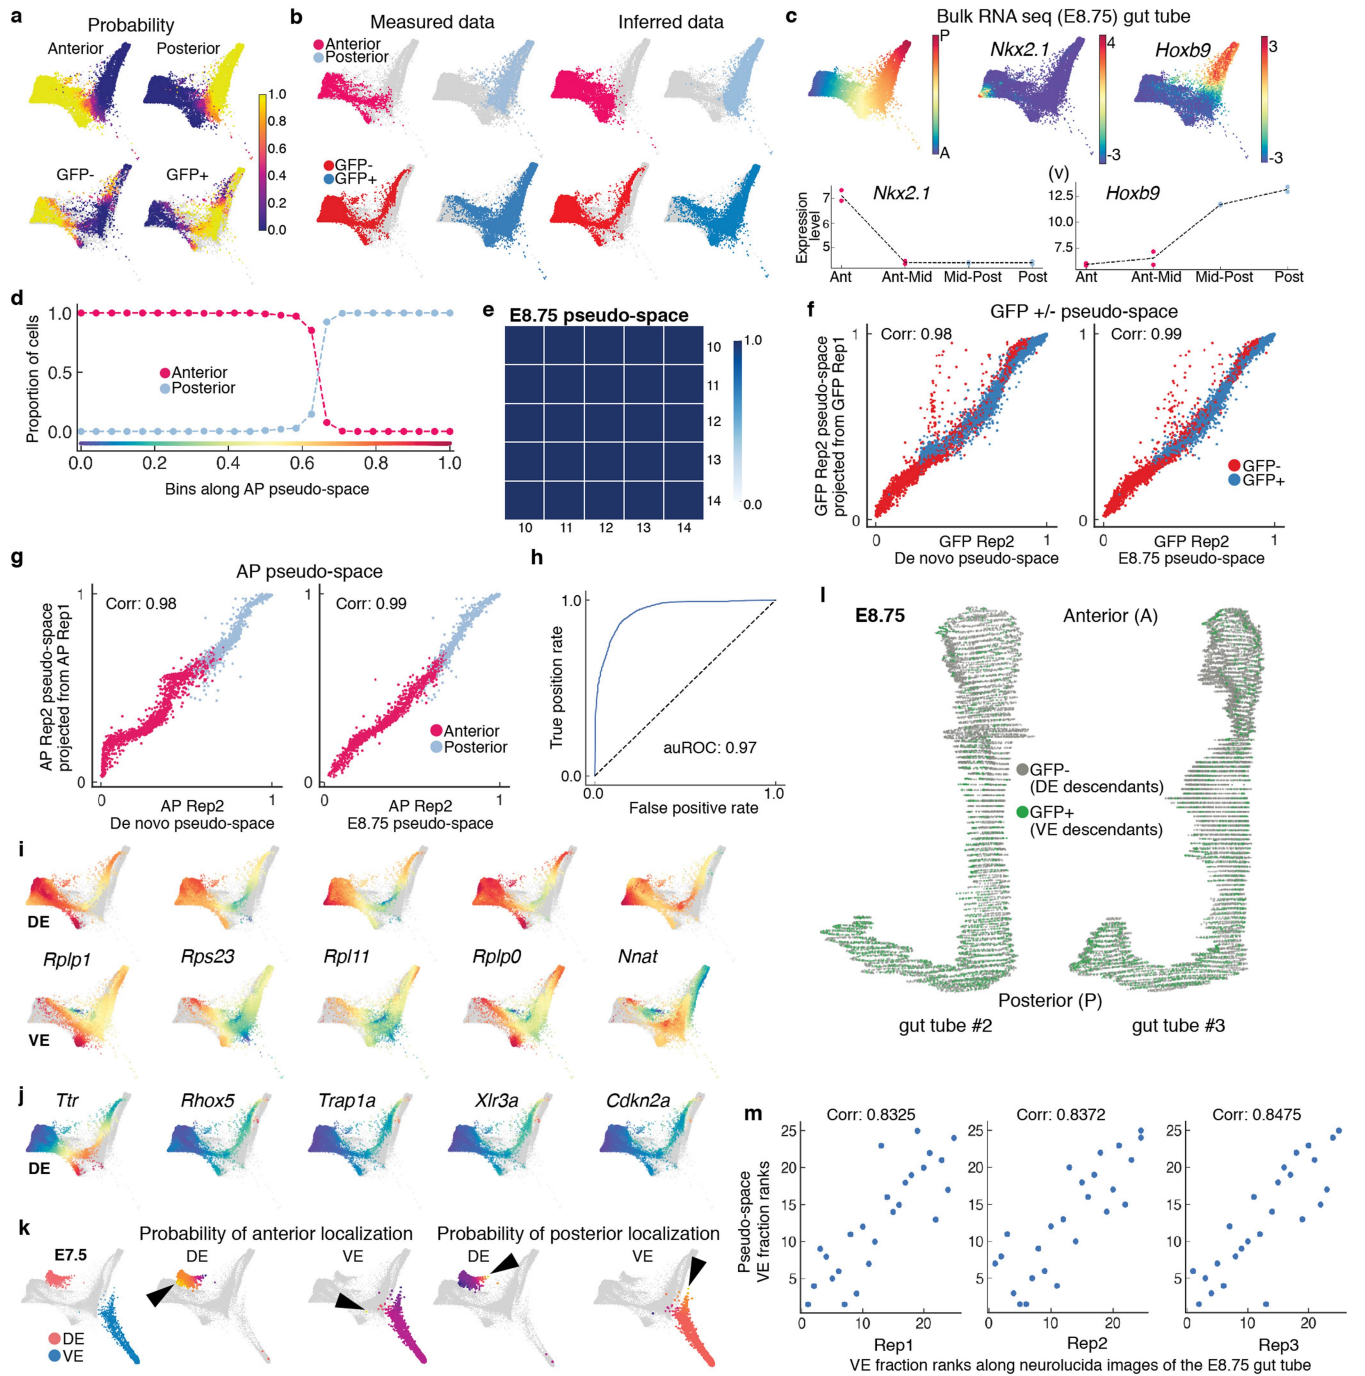 a
Probability
Anterior
Posterior
1.0
0.8
0.6
0.4
0.2
0.0
GFP-
GFP+
b
Measured data
Inferred data
Anterior
Posterior
GFP-
GFP+
c
Bulk RNA seq (E8.75) gut tube
P
A
Nkx2.1
4
-3
Hoxb9
3
-3
Expression
level
7
6
5
Nkx2.1
Ant
Ant-Mid
Mid-Post
Post
(v)
12.5
10.0
7.5
Hoxb9
Ant
Ant-Mid
Mid-Post
Post
d
Proportion of cells
1.0
0.5
0.0
Anterior
Posterior
0.0
0.2
0.4
0.6
0.8
1.0
Bins along AP pseudo-space
e
E8.75 pseudo-space
10
11
12
13
14
10
11
12
13
14
1.0
0.0
f
GFP +/- pseudo-space
GFP Rep2 pseudo-space
projected from GFP Rep1
1
0
Corr: 0.98
0
1
GFP Rep2
De novo pseudo-space
1
0
Corr: 0.99
GFP-
GFP+
0
1
GFP Rep2
E8.75 pseudo-space
g
AP pseudo-space
AP Rep2 pseudo-space
projected from AP Rep1
1
0
Corr: 0.98
0
1
AP Rep2
De novo pseudo-space
1
0
Corr: 0.99
Anterior
Posterior
0
1
AP Rep2
E8.75 pseudo-space
h
True position rate
1.0
0.0
auROC: 0.97
0.0
1.0
False positive rate
i
DE
Rplp1
Rps23
Rpl11
Rplp0
Nnat
VE
j
Ttr
Rhox5
Trap1a
Xlr3a
Cdkn2a
DE
k
Probability of anterior localization
Probability of posterior localization
E7.5
DE
VE
DE
VE
DE
VE
l
E8.75
Anterior (A)
GFP-
(DE descendants)
GFP+
(VE descendants)
Posterior (P)
gut tube #2
gut tube #3
m
Corr: 0.8325
Corr: 0.8372
Corr: 0.8475
Pseudo-space
VE fraction ranks
25
20
15
10
5
0
10
20
Rep1
25
20
15
10
5
0
10
20
Rep2
25
20
15
10
5
0
10
20
Rep3
VE fraction ranks along neurolucida images of the E8.75 gut tube